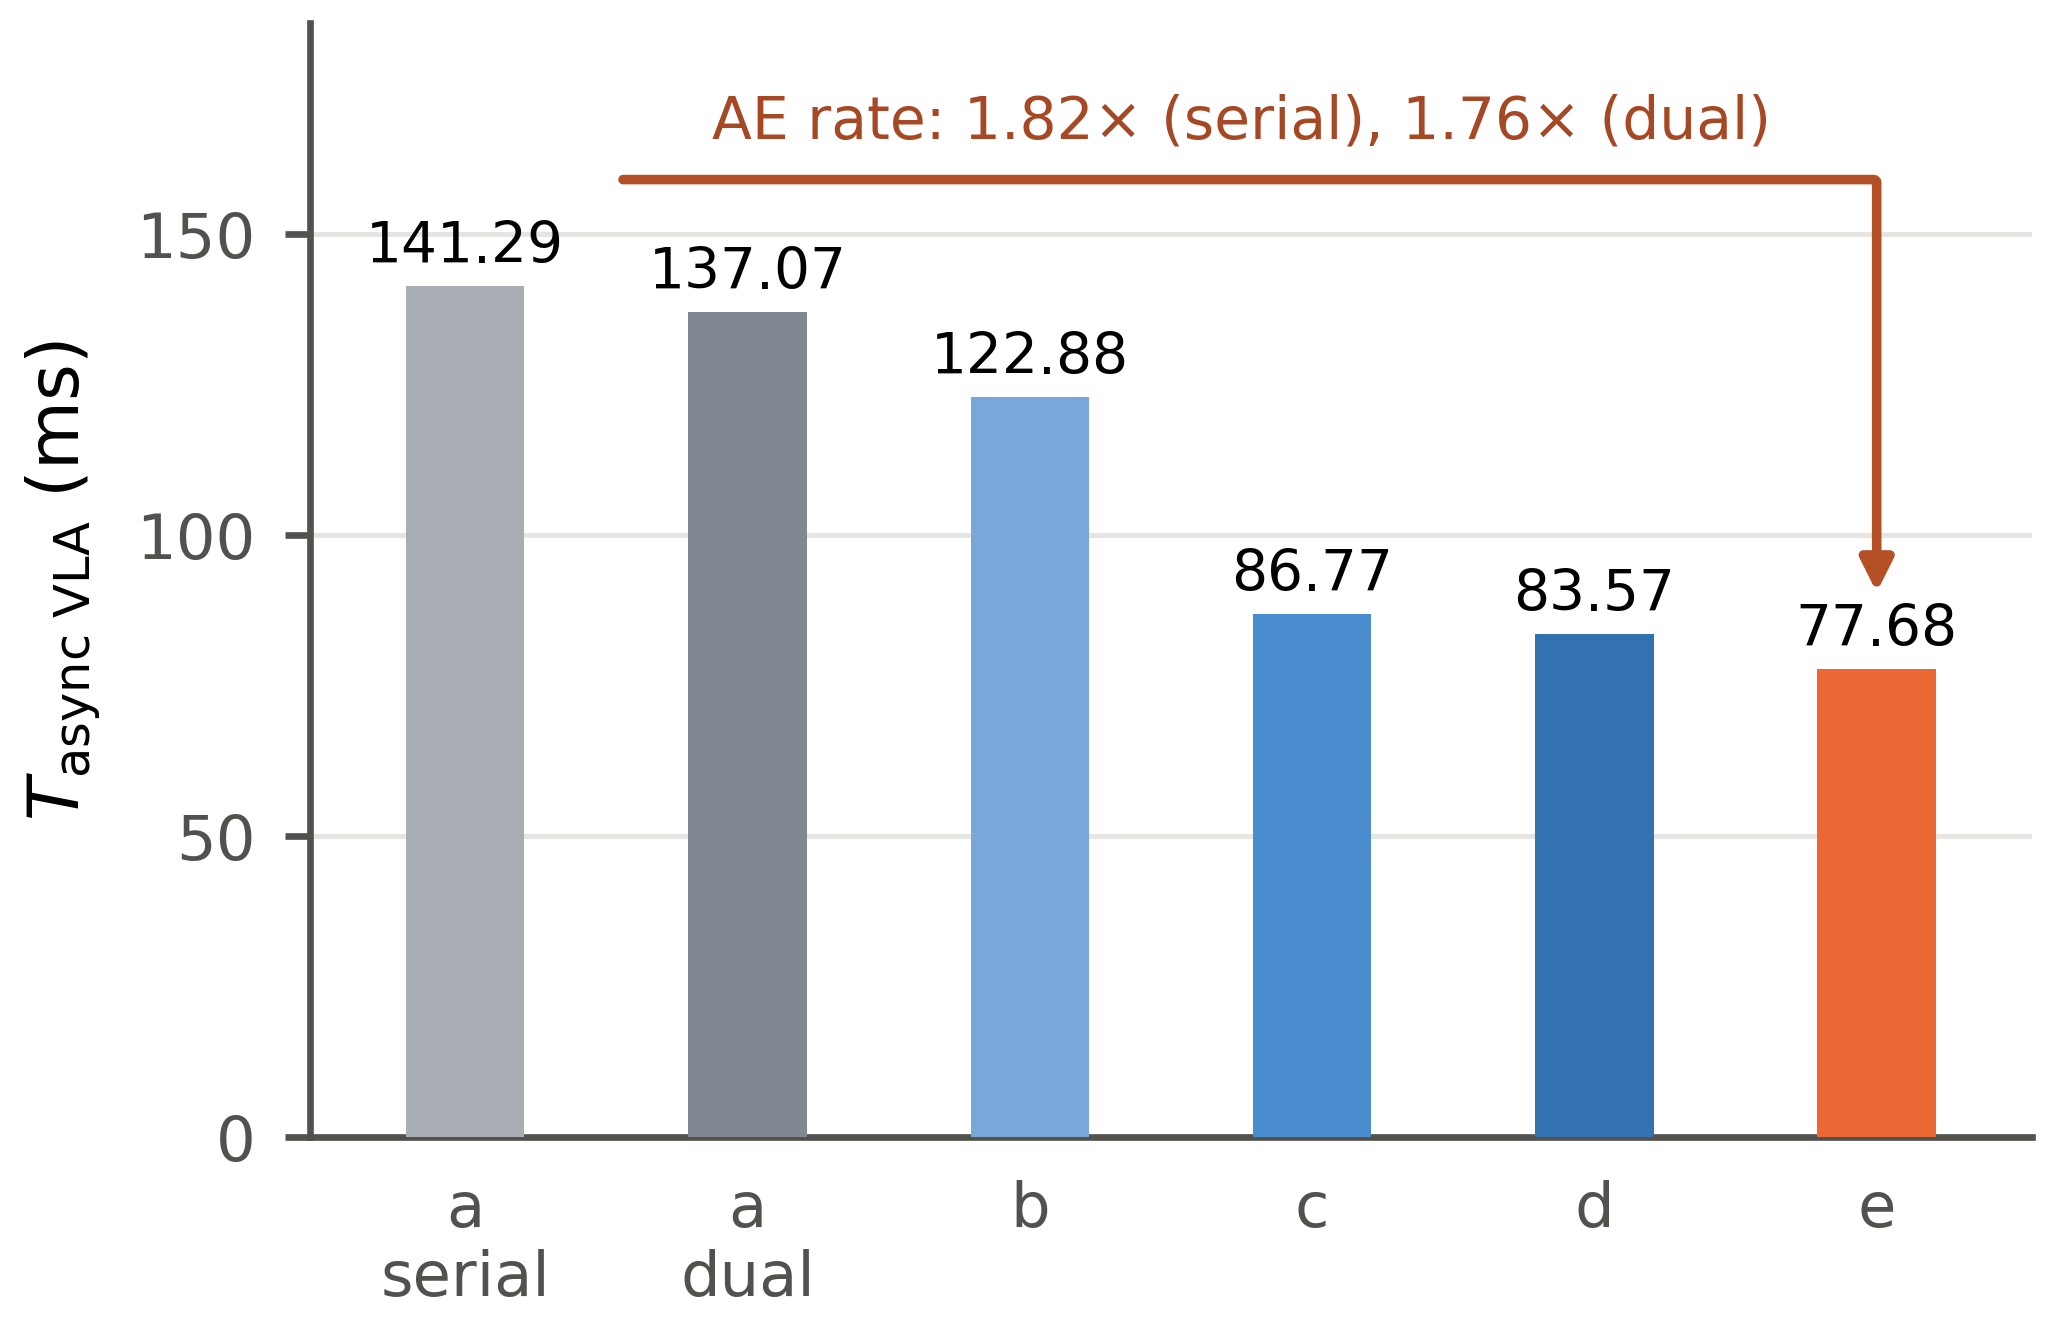 AE rate: 1.82× (serial), 1.76× (dual)
T async VLA (ms)
150
100
50
0
141.29
137.07
122.88
86.77
83.57
77.68
a
serial
a
dual
b
c
d
e